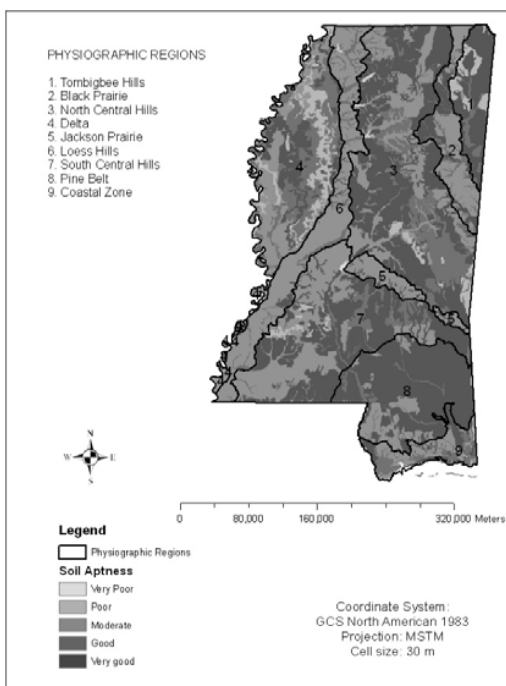 PHYSIOGRAPHIC REGIONS
1. Tombigbee Hills
2. Black Prairie
3. North Central Hills
4. Delta
5. Jackson Prairie
6. Loess Hills
7. South Central Hills
8. Pine Belt
9. Coastal Zone
1
2
3
4
6
5
5
7
8
9
N
W E
S
0 80,000 160,000 320,000 Meters
Legend
Physiographic Regions
Soil Aptness
Very Poor
Poor
Moderate
Good
Very good
Coordinate System:
GCS North American 1983
Projection: MSTM
Cell size: 30 m